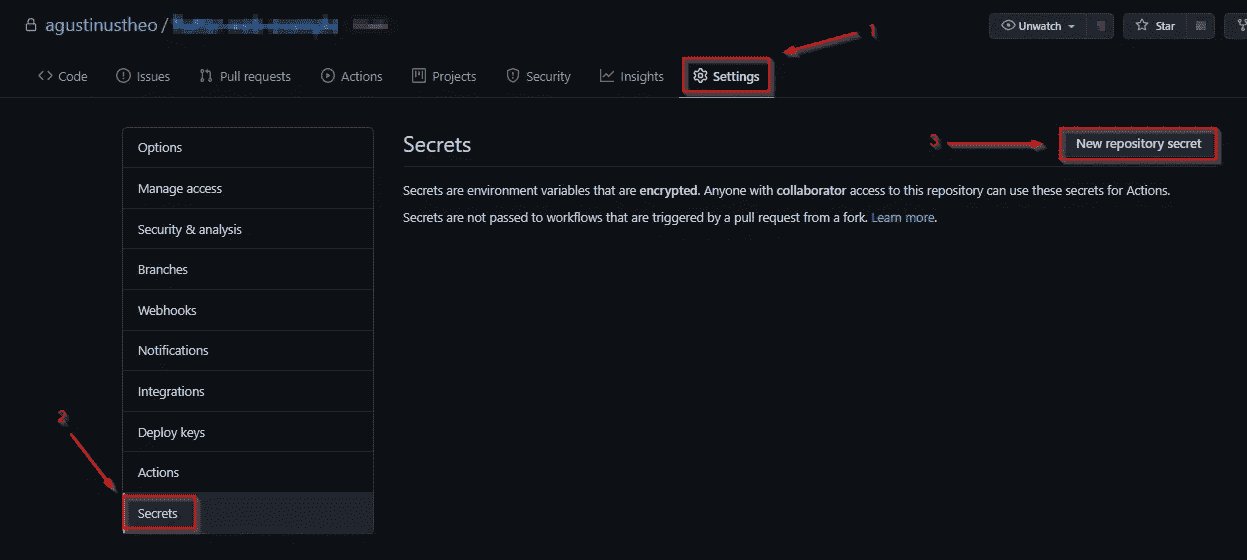 agustinustheo /
Unwatch
Star
1
Code
Issues
Pull requests
Actions
Projects
Security
Insights
Settings
Options
Manage access
Security & analysis
Branches
Webhooks
Notifications
Integrations
Deploy keys
Actions
Secrets
2
Secrets
3
New repository secret
Secrets are environment variables that are encrypted. Anyone with collaborator access to this repository can use these secrets for Actions.
Secrets are not passed to workflows that are triggered by a pull request from a fork. Learn more.